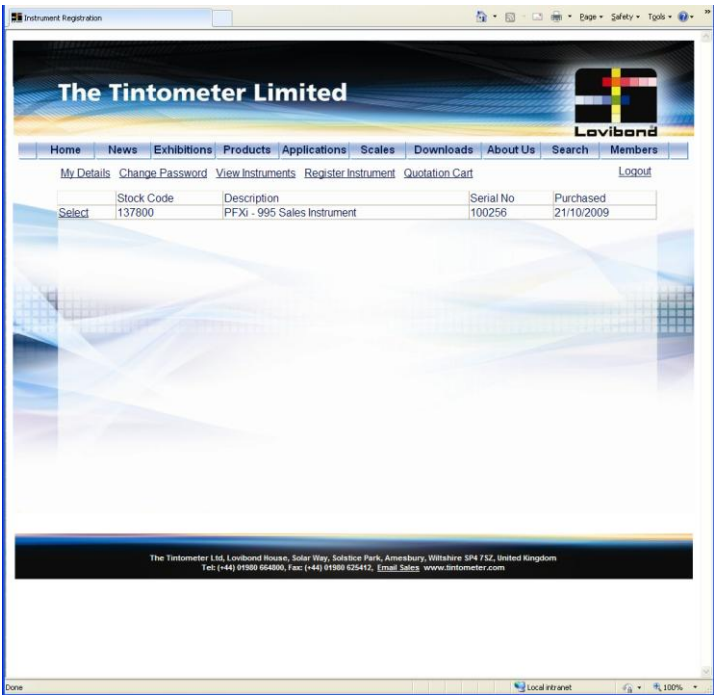 Instrument Registration
Page Safety Tools »
The Tintometer Limited
Lovibond
Home News Exhibitions Products Applications Scales Downloads About Us Search Members
My Details Change Password View Instruments Register Instrument Quotation Cart Logout
Stock Code Description Serial No Purchased
Select 137800 PFXi - 995 Sales Instrument 100256 21/10/2009
The Tintometer Ltd, Lovibond House, Solar Way, Solstice Park, Amesbury, Wiltshire SP4 7SZ, United Kingdom
Tel: (+44) 01980 664800, Fax: (+44) 01980 625412, Email Sales www.tintometer.com
Done Local intranet 100%